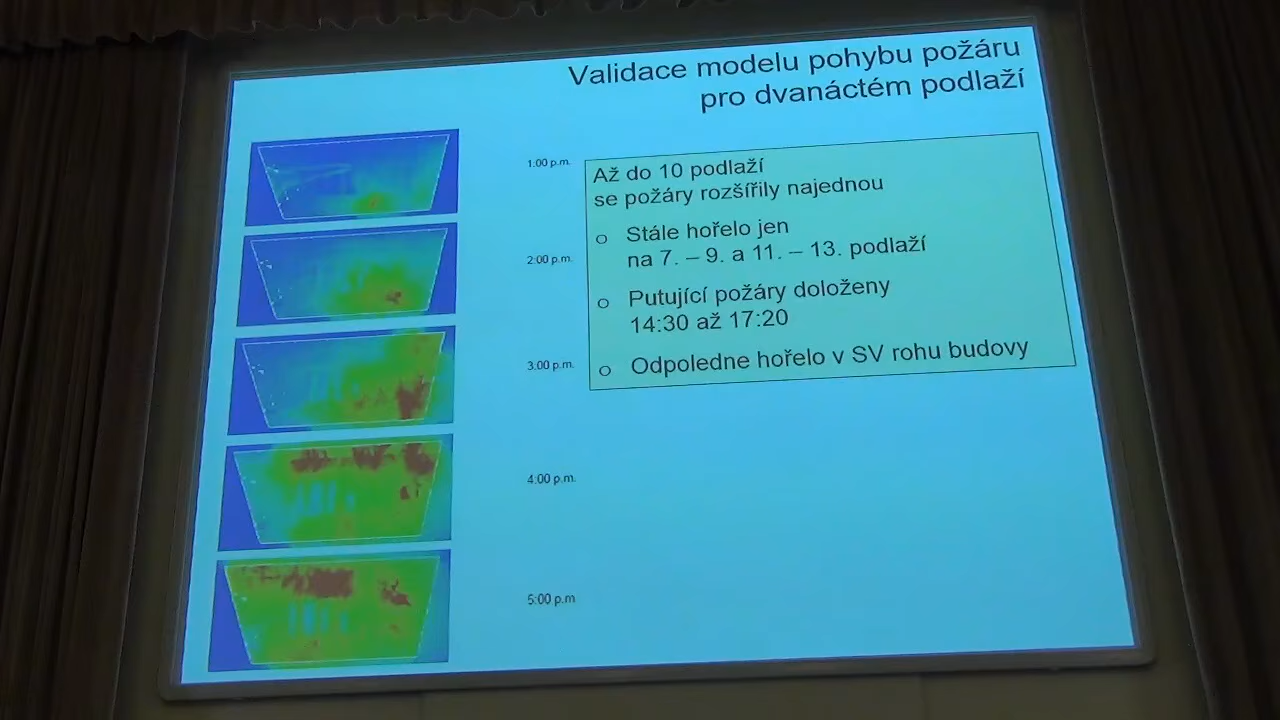 Validace modelu pohybu požáru
pro dvanáctém podlaží
1:00 p.m.
2:00 p.m.
3:00 p.m.
4:00 p.m.
5:00 p.m
Až do 10 podlaží
se požáry rozšířily najednou
o Stále hořelo jen
na 7. – 9. a 11. – 13. podlaží
o Putující požáry doloženy
14:30 až 17:20
o Odpoledne hořelo v SV rohu budovy